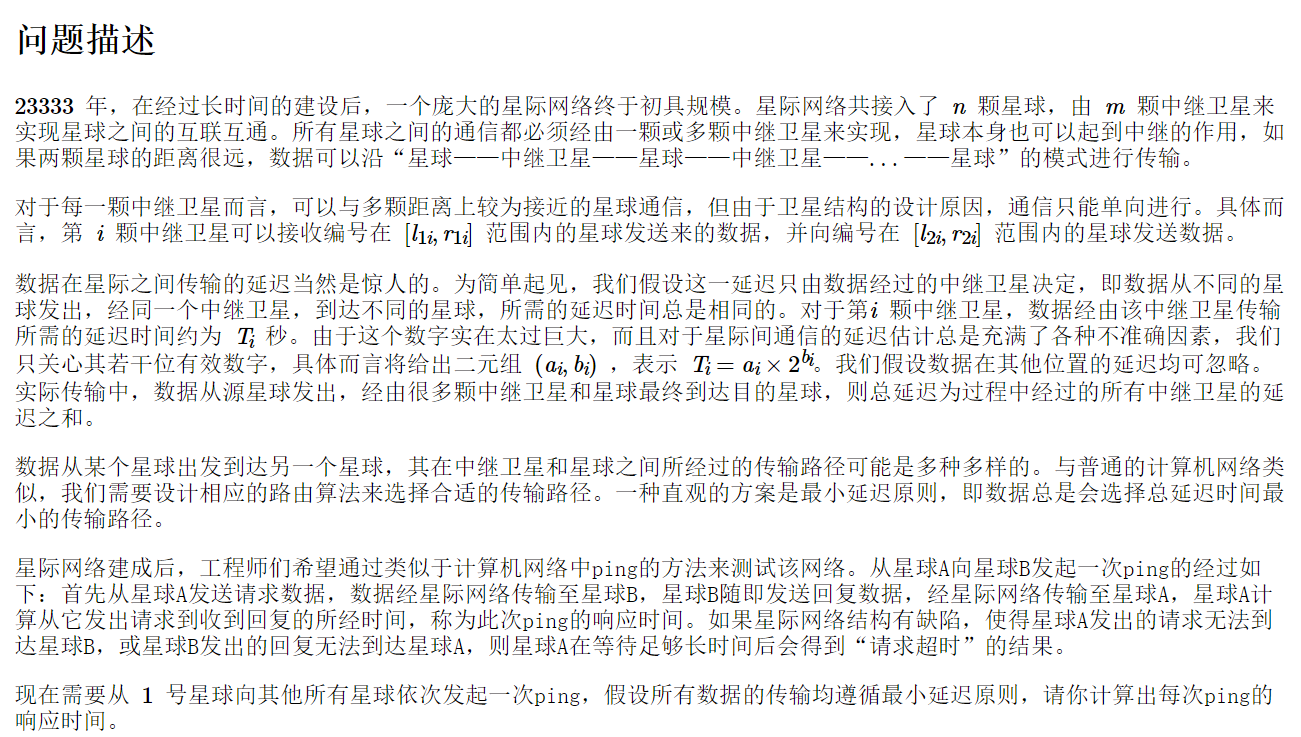 问题描述
23333 年，在经过长时间的建设后，一个庞大的星际网络终于初具规模。星际网络共接入了 n 颗星球，由 m 颗中继卫星来
实现星球之间的互联互通。所有星球之间的通信都必须经由一颗或多颗中继卫星来实现，星球本身也可以起到中继的作用，如
果两颗星球的距离很远，数据可以沿“星球——中继卫星——星球——中继卫星——...——星球”的模式进行传输。
对于每一颗中继卫星而言，可以与多颗距离上较为接近的星球通信，但由于卫星结构的设计原因，通信只能单向进行。具体而
言，第 i 颗中继卫星可以接收编号在 [l1i, r1i] 范围内的星球发送来的数据，并向编号在 [l2i, r2i] 范围内的星球发送数据。
数据在星际之间传输的延迟当然是惊人的。为简单起见，我们假设这一延迟只由数据经过的中继卫星决定，即数据从不同的星
球发出，经同一个中继卫星，到达不同的星球，所需的延迟时间总是相同的。对于第i 颗中继卫星，数据经由该中继卫星传输
所需的延迟时间约为 Ti 秒。由于这个数字实在太过巨大，而且对于星际间通信的延迟估计总是充满了各种不准确因素，我们
只关心其若干位有效数字，具体而言将给出二元组 (ai, bi) ，表示 Ti = ai × 2^bi。我们假设数据在其他位置的延迟均可忽略。
实际传输中，数据从源星球发出，经由很多颗中继卫星和星球最终到达目的星球，则总延迟为过程中经过的所有中继卫星的延
迟之和。
数据从某个星球出发到达另一个星球，其在中继卫星和星球之间所经过的传输路径可能是多种多样的。与普通的计算机网络类
似，我们需要设计相应的路由算法来选择合适的传输路径。一种直观的方案是最小延迟原则，即数据总是会选择总延迟时间最
小的传输路径。
星际网络建成后，工程师们希望通过类似于计算机网络中ping的方法来测试该网络。从星球A向星球B发起一次ping的经过如
下：首先从星球A发送请求数据，数据经星际网络传输至星球B，星球B随即发送回复数据，经星际网络传输至星球A，星球A计
算从它发出请求到收到回复的所经时间，称为此次ping的响应时间。如果星际网络结构有缺陷，使得星球A发出的请求无法到
达星球B，或星球B发出的回复无法到达星球A，则星球A在等待足够长时间后会得到“请求超时”的结果。
现在需要从 1 号星球向其他所有星球依次发起一次ping，假设所有数据的传输均遵循最小延迟原则，请你计算出每次ping的
响应时间。